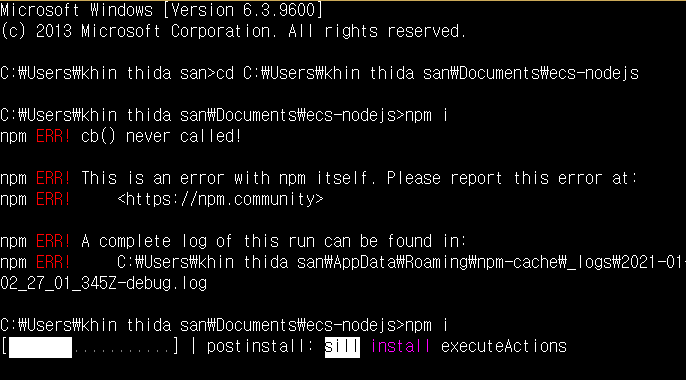 Microsoft Windows [Version 6.3.9600]
(c) 2013 Microsoft Corporation. All rights reserved.
C:₩Users₩khin thida san>cd C:₩Users₩khin thida san₩Documents₩ecs-nodejs
C:₩Users₩khin thida san₩Documents₩ecs-nodejs>npm i
npm ERR! cb() never called!
npm ERR! This is an error with npm itself. Please report this error at:
npm ERR!     <https://npm.community>
npm ERR! A complete log of this run can be found in:
npm ERR!     C:₩Users₩khin thida san₩AppData₩Roaming₩npm-cache₩_logs₩2021-01
02_27_01_345Z-debug.log
C:₩Users₩khin thida san₩Documents₩ecs-nodejs>npm i
[      ...........] | postinstall: sill install executeActions